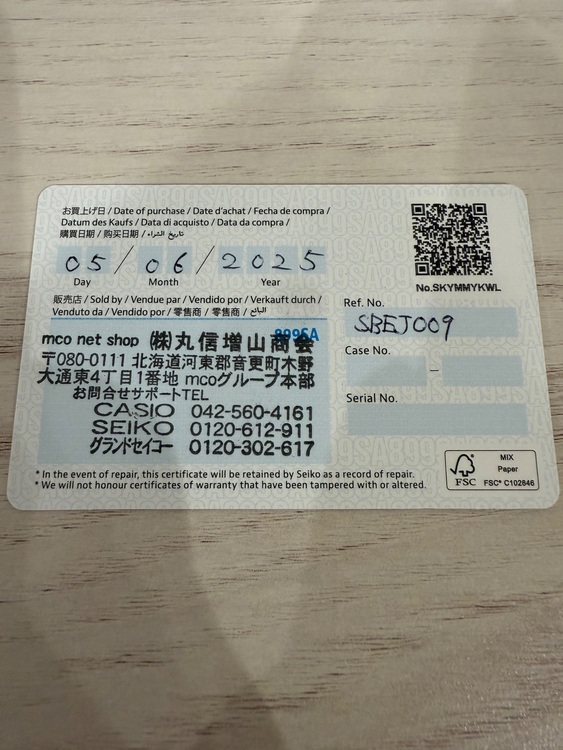 お買上げ日 / Date of purchase / Date d'achat / Fecha de compra /
Datum des Kaufs / Data di acquisto / Data da compra /
購買日期 / 购买日期 / تاريخ الشراء
05 / 06 / 2025
Day Month Year
販売店 / Sold by / Vendue par / Vendido por / Verkauft durch /
Venduto da / Vendido por / 零售商 / 零售商 / البائع
8996A
mco net shop (株)丸信増山商会
〒080-0111 北海道河東郡音更町木野
大通東4丁目1番地 mcoグループ本部
お問合せサポートTEL
CASIO 042-560-4161
SEIKO 0120-612-911
グランドセイコー 0120-302-617
* In the event of repair, this certificate will be retained by Seiko as a record of repair.
* We will not honour certificates of warranty that have been tampered with or altered.
No.SKYMMYKWL
Ref. No.
SBEJ009
Case No.
–
Serial No.
FSC
MIX
Paper
FSC® C102846